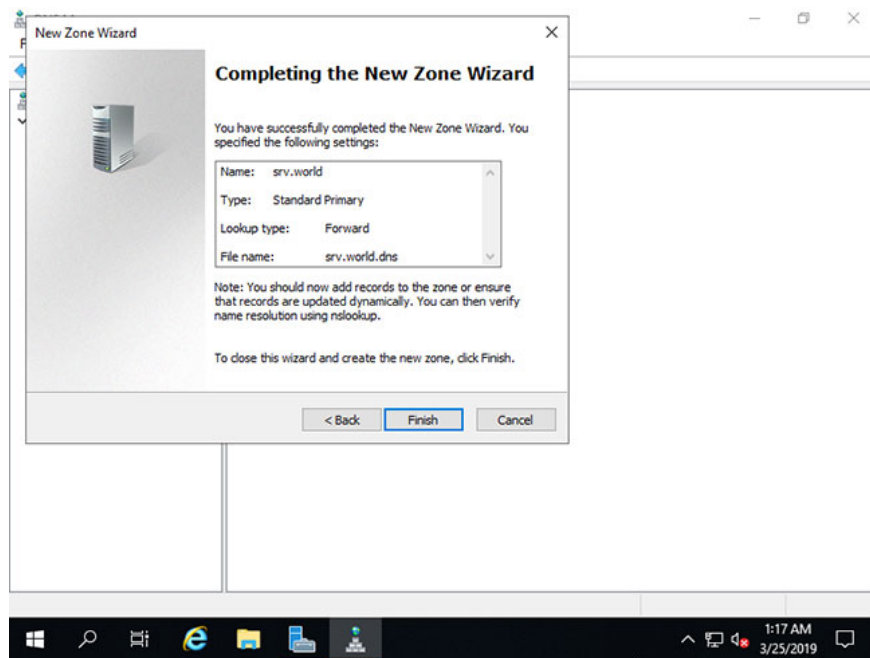 New Zone Wizard
Completing the New Zone Wizard
You have successfully completed the New Zone Wizard. You
specified the following settings:
Name: srv.world
Type: Standard Primary
Lookup type: Forward
File name: srv.world.dns
Note: You should now add records to the zone or ensure
that records are updated dynamically. You can then verify
name resolution using nslookup.
To close this wizard and create the new zone, click Finish.
< Back Finish Cancel
1:17 AM
3/25/2019